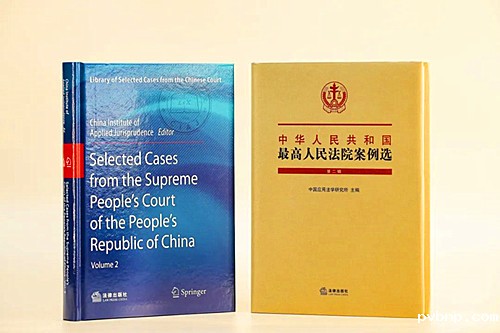 Library of Selected Cases from the Chinese Court
China Institute of
Applied Jurisprudence Editor
Selected Cases
from the Supreme
People's Court
of the People's
Republic of China
Volume 2
法律出版社
LAW PRESS·CHINA
Springer
中华人民共和国
最高人民法院案例选
第二辑
中国应用法学研究所 主编
法律出版社